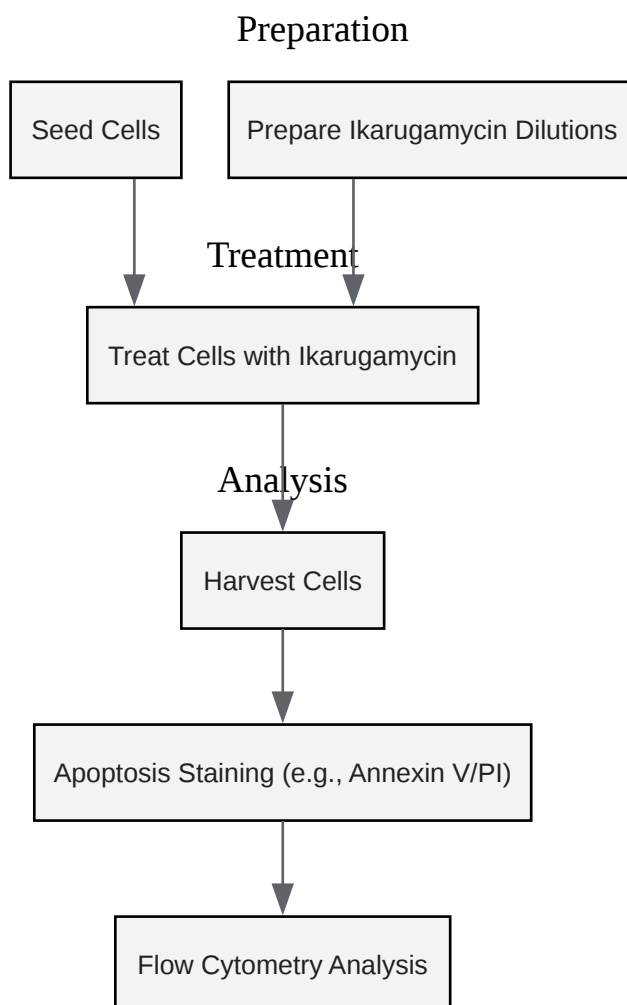 Preparation
Seed Cells
Prepare Ikarugamycin Dilutions
Treatment
Treat Cells with Ikarugamycin
Analysis
Harvest Cells
Apoptosis Staining (e.g., Annexin V/PI)
Flow Cytometry Analysis